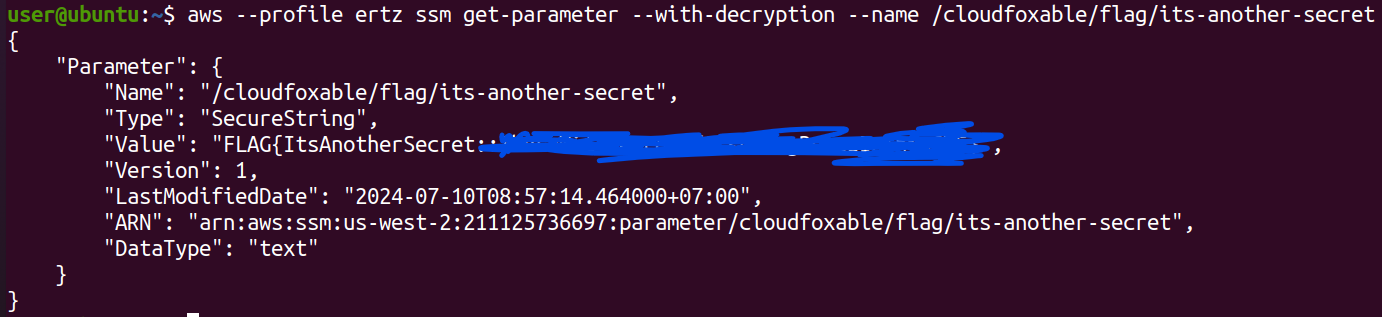 user@ubuntu:~$ aws --profile ertz ssm get-parameter --with-decryption --name /cloudfoxable/flag/its-another-secret
{
    "Parameter": {
        "Name": "/cloudfoxable/flag/its-another-secret",
        "Type": "SecureString",
        "Value": "FLAG{ItsAnotherSecret:: ,
        "Version": 1,
        "LastModifiedDate": "2024-07-10T08:57:14.464000+07:00",
        "ARN": "arn:aws:ssm:us-west-2:211125736697:parameter/cloudfoxable/flag/its-another-secret",
        "DataType": "text"
    }
}